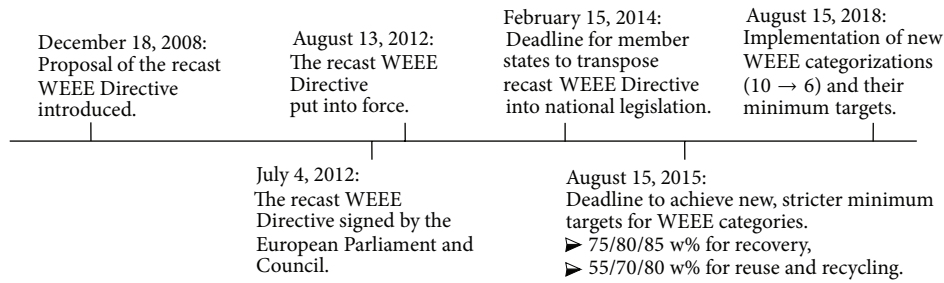 December 18, 2008:
Proposal of the recast
WEEE Directive
introduced.
August 13, 2012:
The recast WEEE
Directive
put into force.
February 15, 2014:
Deadline for member
states to transpose
recast WEEE Directive
into national legislation.
August 15, 2018:
Implementation of new
WEEE categorizations
(10 → 6) and their
minimum targets.
July 4, 2012:
The recast WEEE
Directive signed by the
European Parliament and
Council.
August 15, 2015:
Deadline to achieve new, stricter minimum
targets for WEEE categories.
➢ 75/80/85 w% for recovery,
➢ 55/70/80 w% for reuse and recycling.